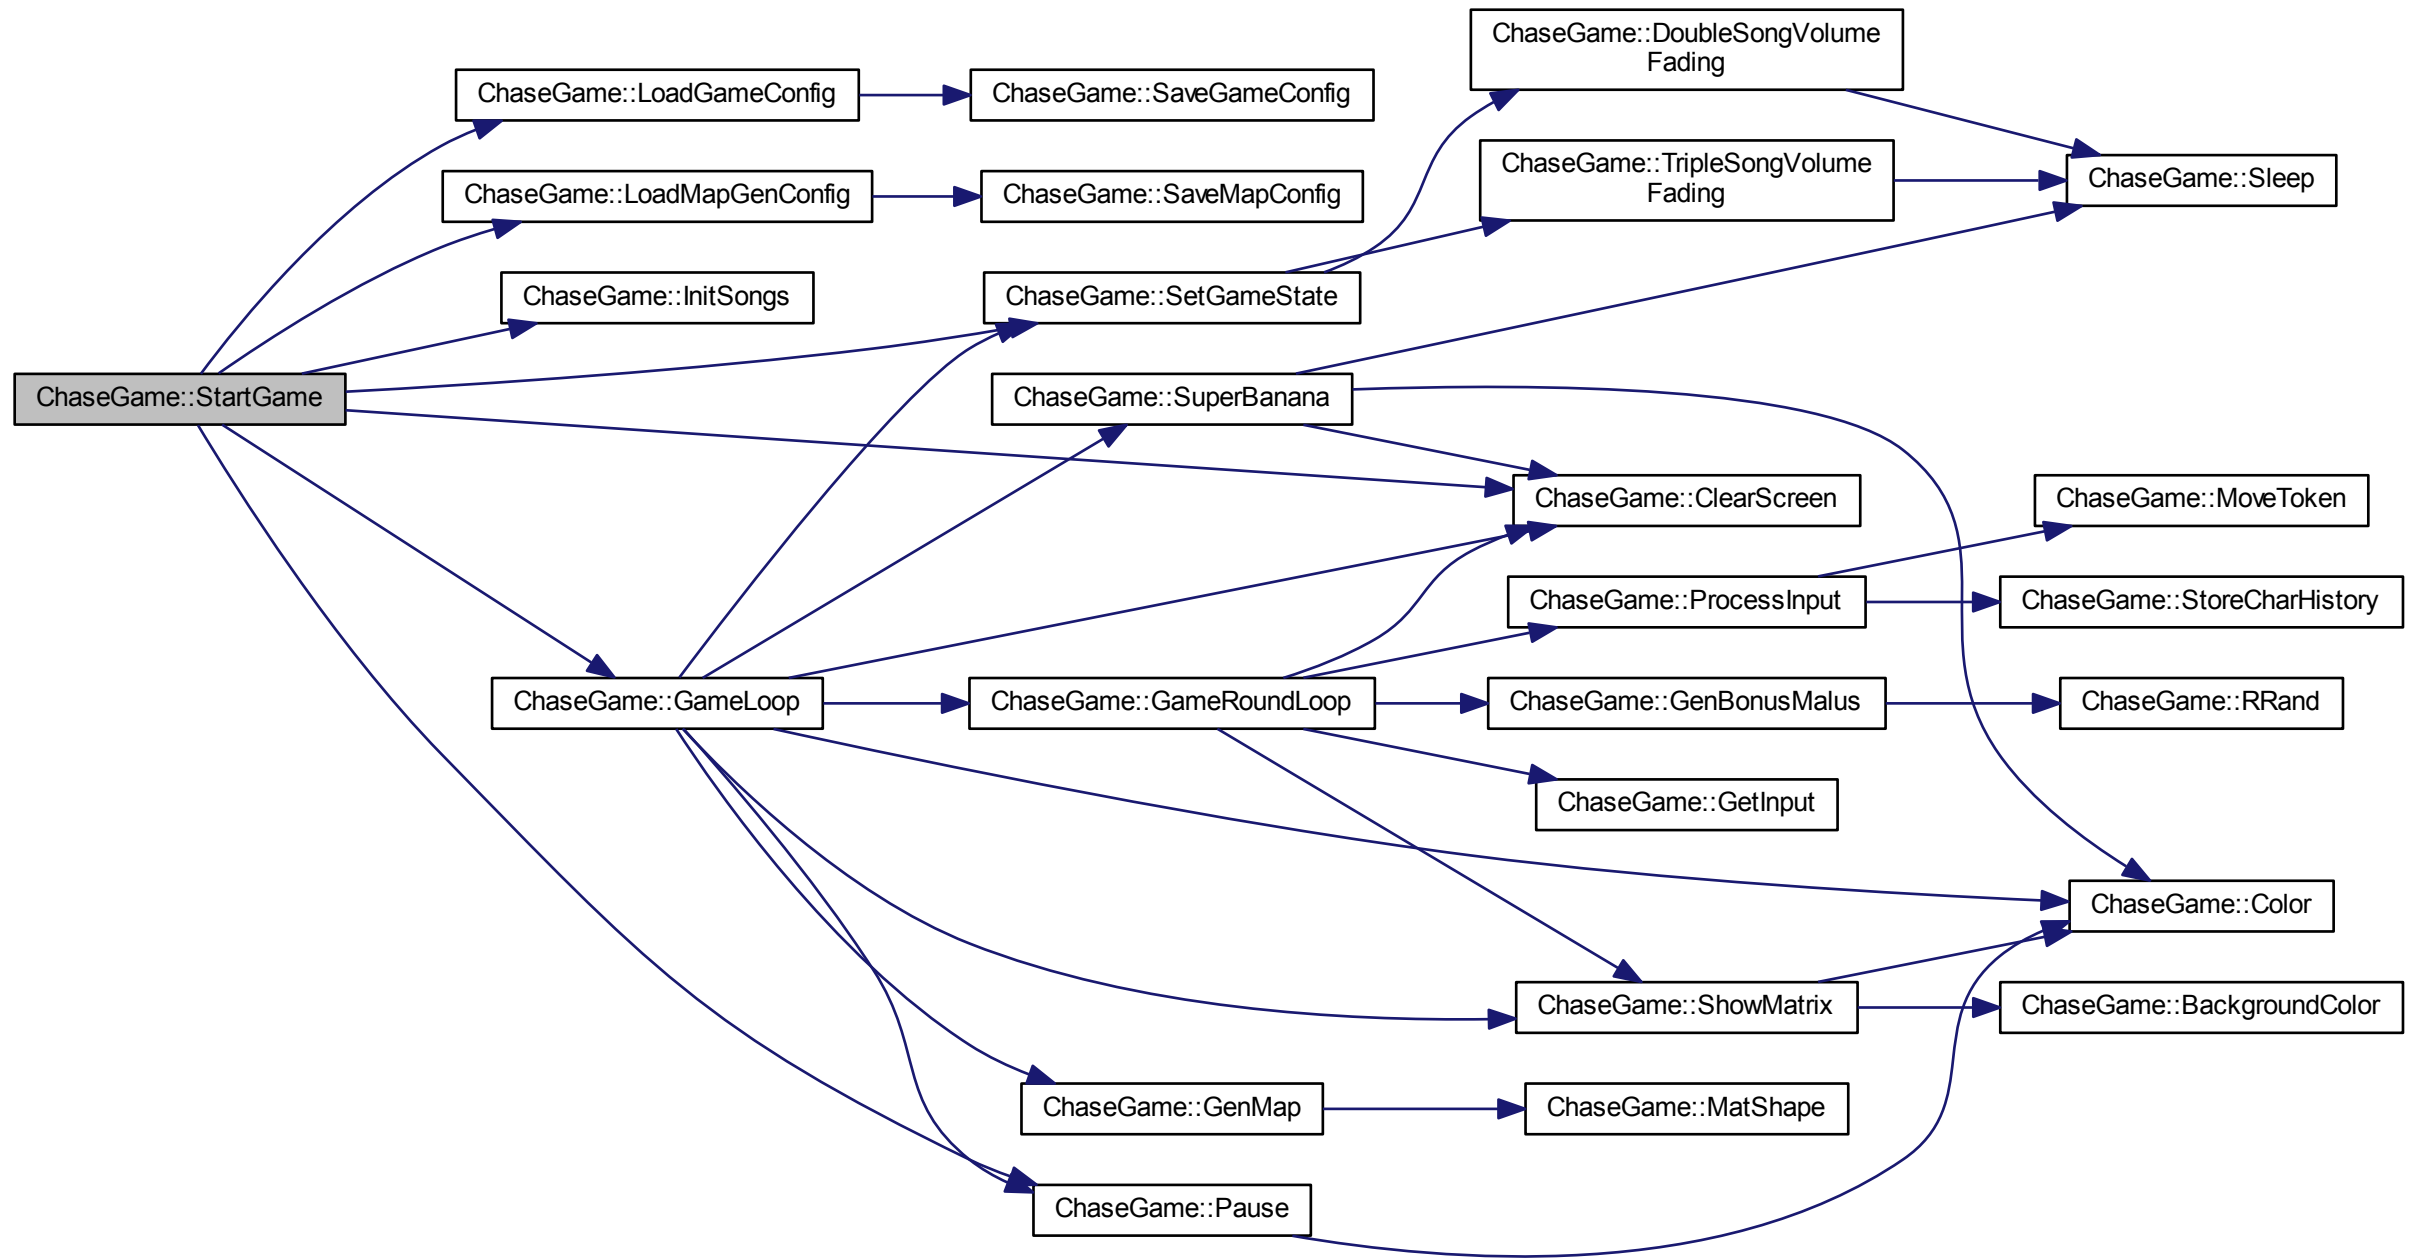 ChaseGame::DoubleSongVolume
Fading
ChaseGame::LoadGameConfig
ChaseGame::SaveGameConfig
ChaseGame::TripleSongVolume
Fading
ChaseGame::Sleep
ChaseGame::LoadMapGenConfig
ChaseGame::SaveMapConfig
ChaseGame::InitSongs
ChaseGame::SetGameState
ChaseGame::StartGame
ChaseGame::SuperBanana
ChaseGame::ClearScreen
ChaseGame::MoveToken
ChaseGame::ProcessInput
ChaseGame::StoreCharHistory
ChaseGame::GameLoop
ChaseGame::GameRoundLoop
ChaseGame::GenBonusMalus
ChaseGame::RRand
ChaseGame::GetInput
ChaseGame::Color
ChaseGame::ShowMatrix
ChaseGame::BackgroundColor
ChaseGame::GenMap
ChaseGame::MatShape
ChaseGame::Pause